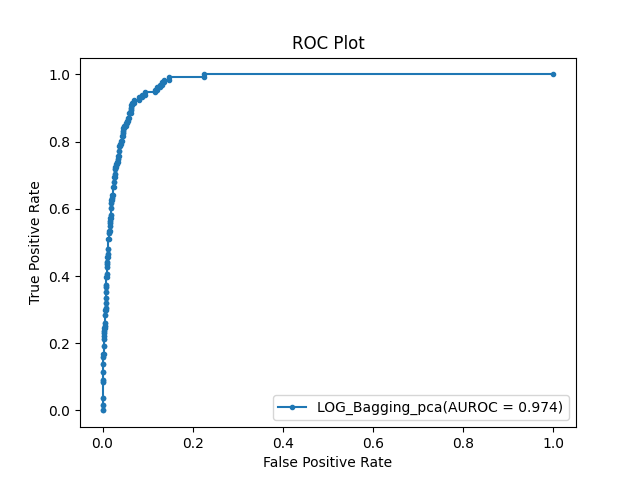 ROC Plot
True Positive Rate
1.0
0.8
0.6
0.4
0.2
0.0
LOG_Bagging_pca(AUROC = 0.974)
0.0 0.2 0.4 0.6 0.8 1.0
False Positive Rate